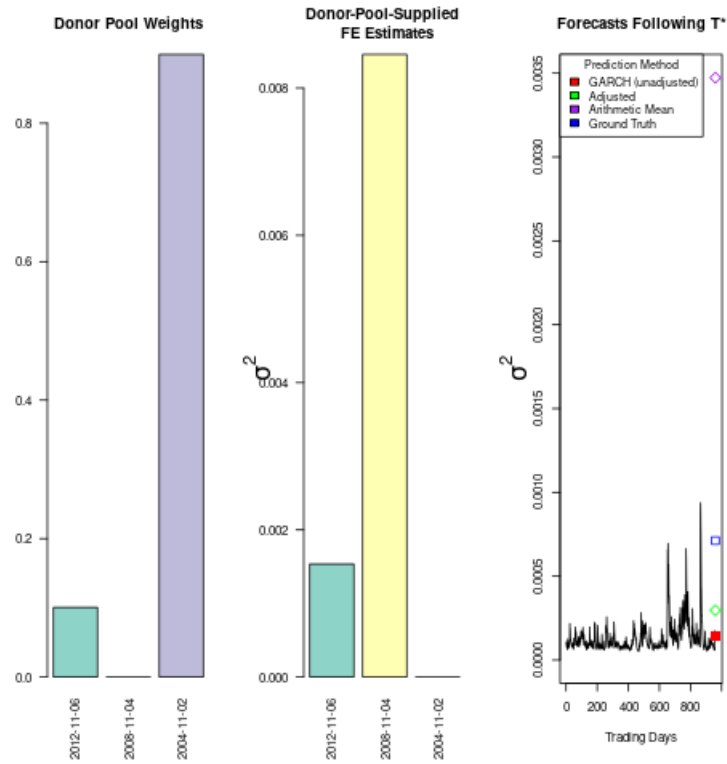 Donor Pool Weights
0.0
0.2
0.4
0.6
0.8
2012-11-06
2008-11-04
2004-11-02
Donor-Pool-Supplied
FE Estimates
σ²
0.000
0.002
0.004
0.006
0.008
2012-11-06
2008-11-04
2004-11-02
Forecasts Following T*
Prediction Method
GARCH (unadjusted)
Adjusted
Arithmetic Mean
Ground Truth
σ²
0.0000
0.0005
0.0010
0.0015
0.0020
0.0025
0.0030
0.0035
0 200 400 600 800
Trading Days